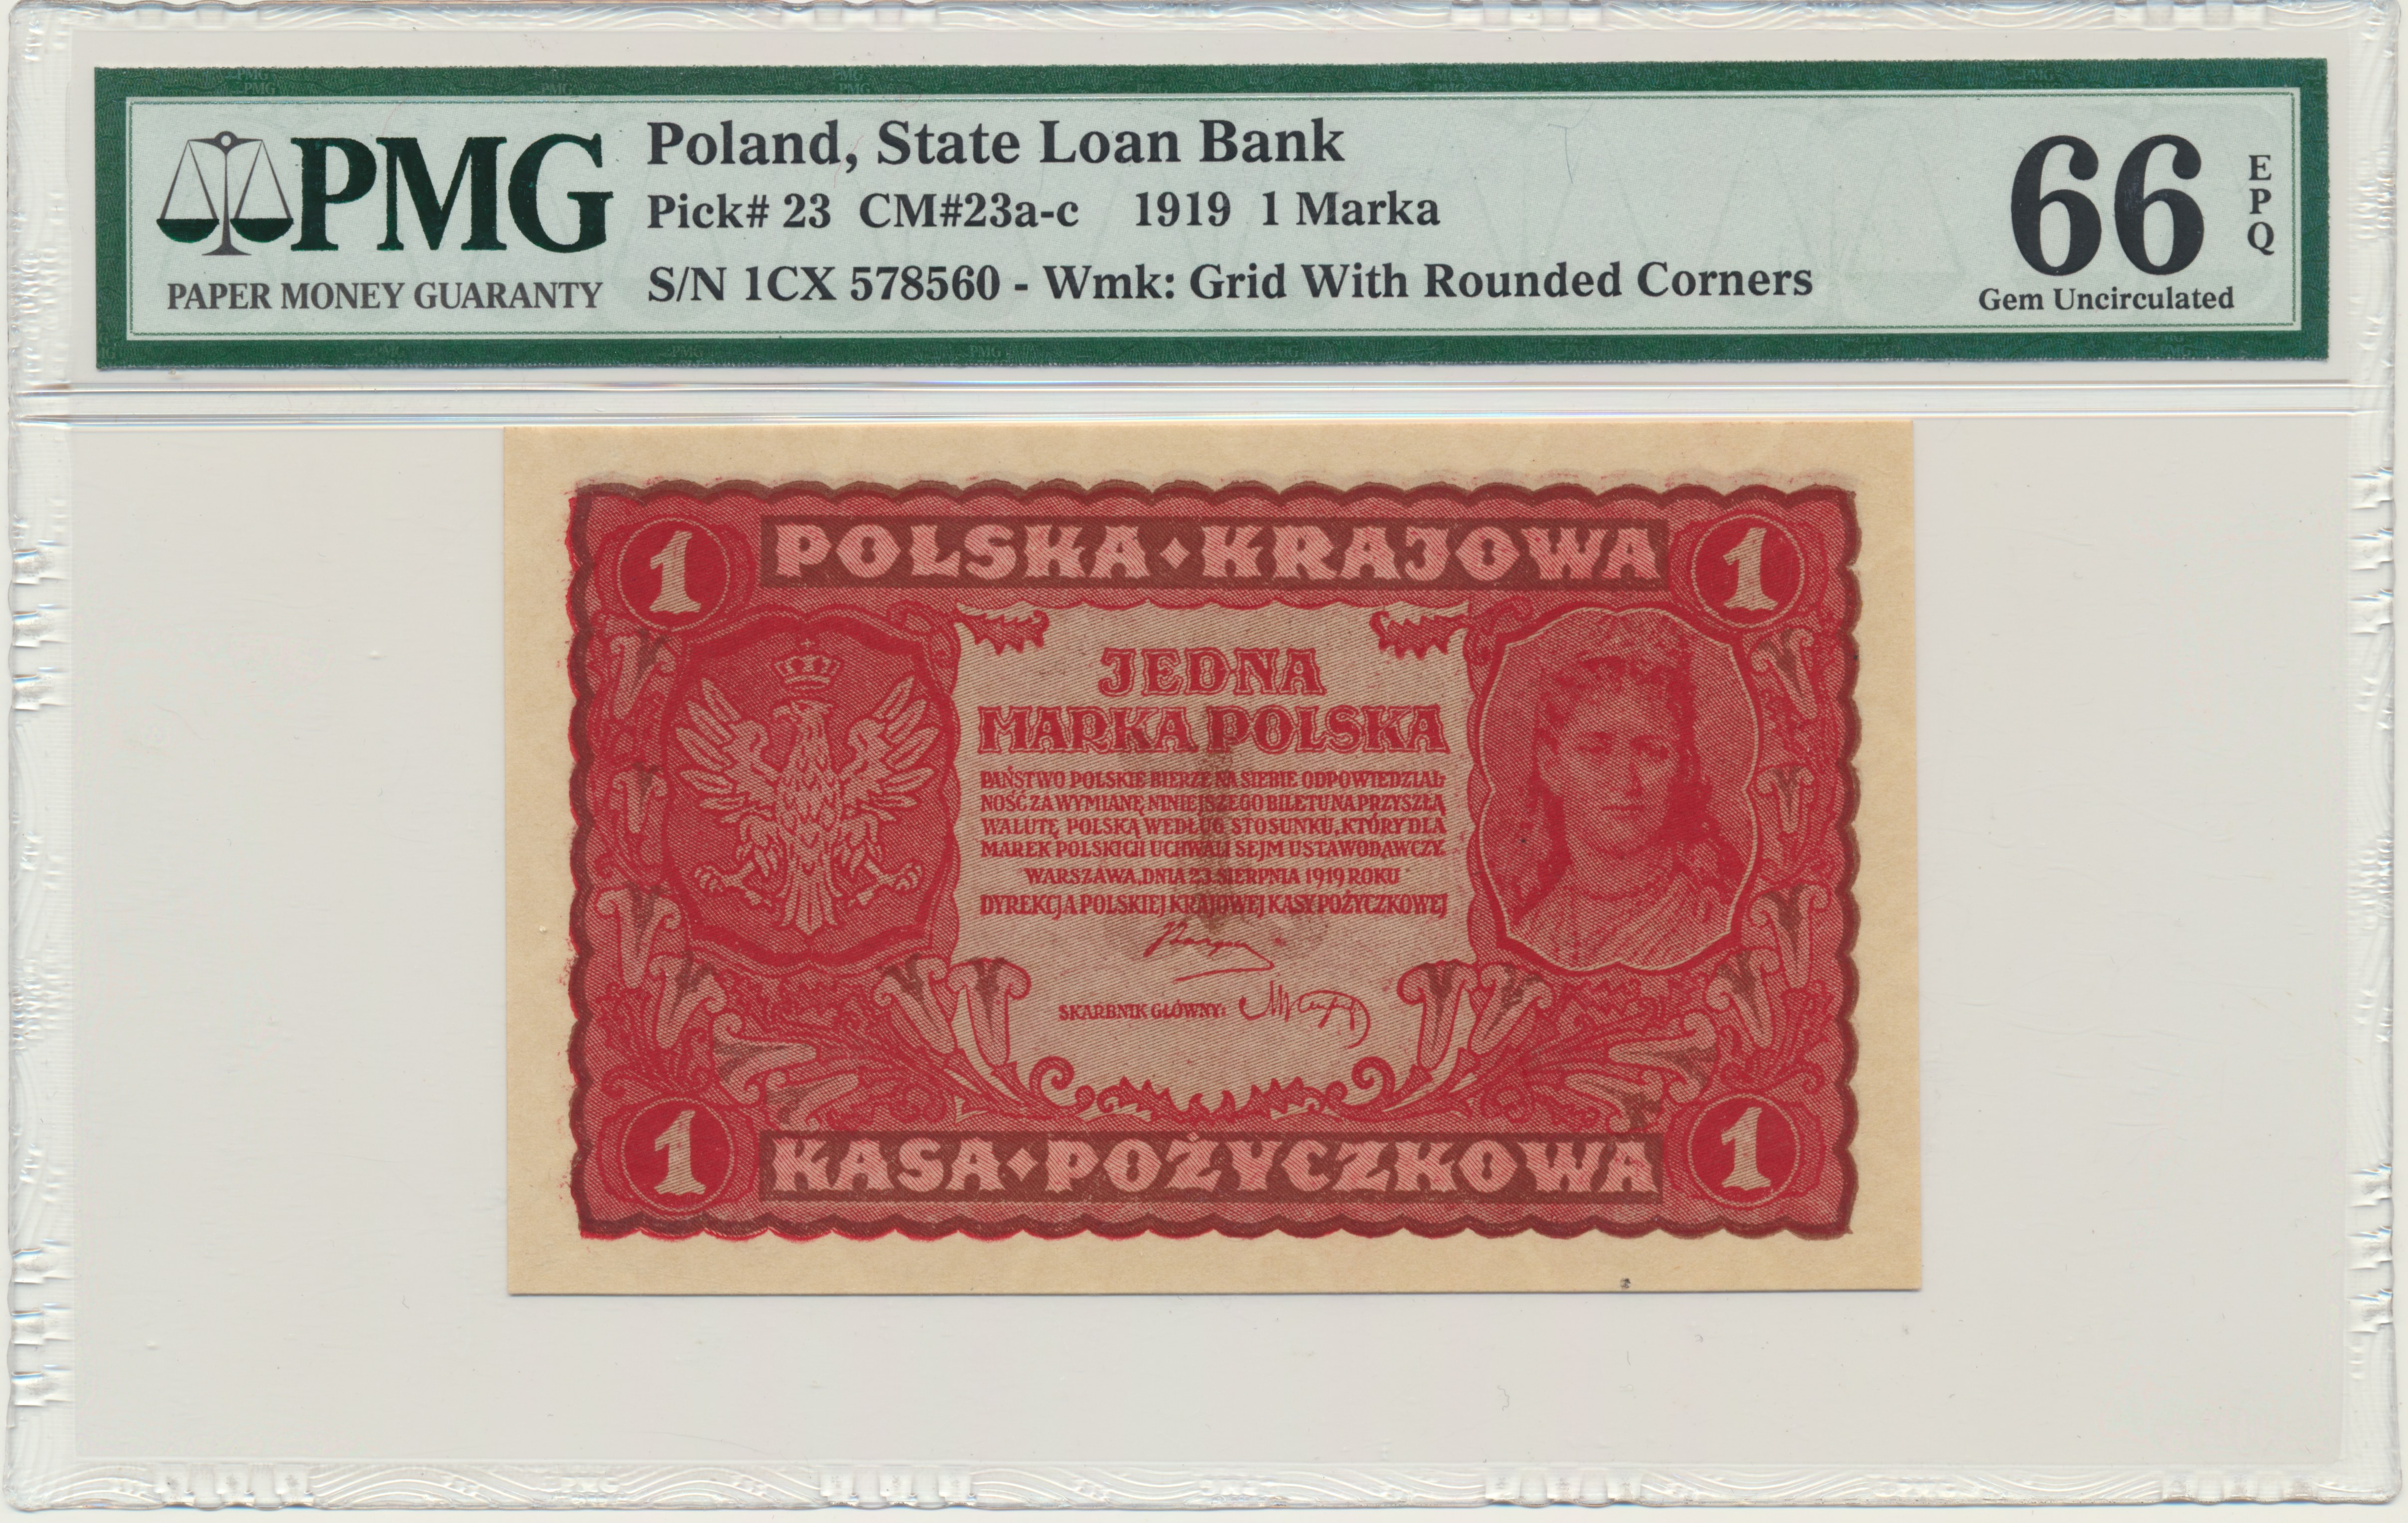 PMG
PAPER MONEY GUARANTY
Poland, State Loan Bank
Pick# 23 CM#23a-c 1919 1 Marka
S/N 1CX 578560 - Wmk: Grid With Rounded Corners
66
EPQ
Gem Uncirculated
1 POLSKA KRAJOWA 1
JEDNA
MARKA POLSKA
PAŃSTWO POLSKIE BIERZE NA SIEBIE ODPOWIEDZIAL-
NOŚĆ ZA WYMIANĘ NINIEJSZEGO BILETU NA PRZYSZŁĄ
WALUTĘ POLSKĄ WEDŁUG STOSUNKU, KTÓRY DLA
MAREK POLSKICH UCHWALI SEJM USTAWODAWCZY.
WARSZAWA, DNIA 23 SIERPNIA 1919 ROKU
DYREKCJA POLSKIEJ KRAJOWEJ KASY POŻYCZKOWEJ
SKARBNIK GŁÓWNY:
1 KASA POŻYCZKOWA 1